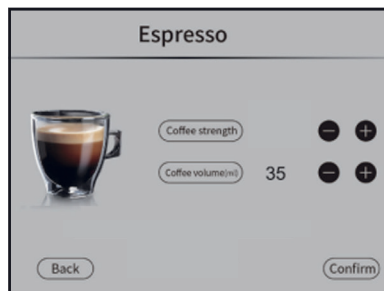 Espresso
Coffee strength − +
Coffee volume(ml) 35 − +
Back Confirm